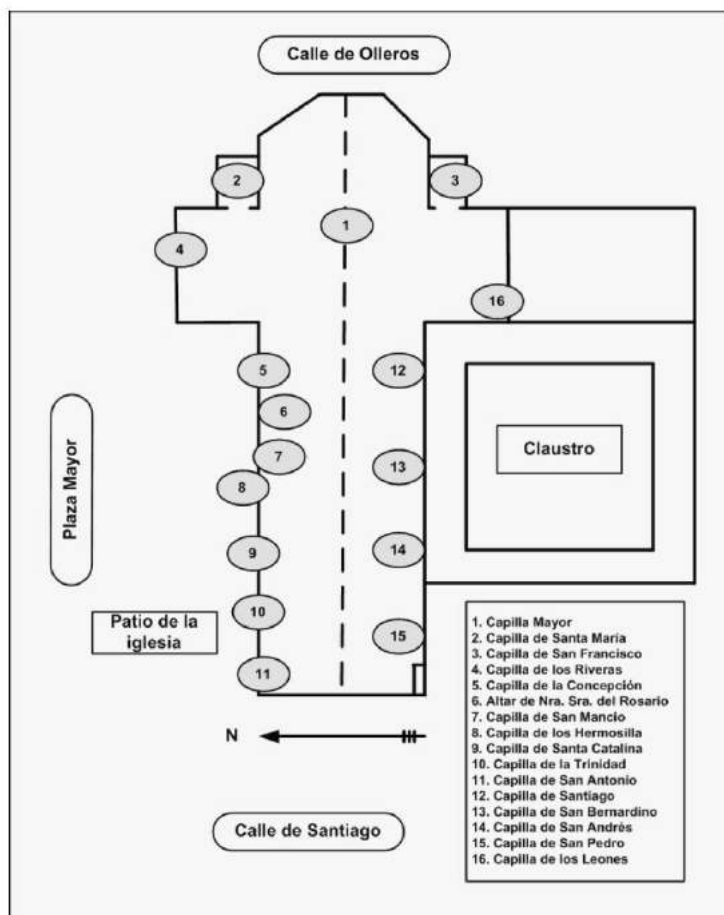 Calle de Olleros
2
3
1
4
16
5
12
6
7
13
Claustro
8
Plaza Mayor
9
14
10
Patio de la
iglesia
15
11
N
Calle de Santiago
1. Capilla Mayor
2. Capilla de Santa María
3. Capilla de San Francisco
4. Capilla de los Riveras
5. Capilla de la Concepción
6. Altar de Nra. Sra. del Rosario
7. Capilla de San Mancio
8. Capilla de los Hermosilla
9. Capilla de Santa Catalina
10. Capilla de la Trinidad
11. Capilla de San Antonio
12. Capilla de Santiago
13. Capilla de San Bernardino
14. Capilla de San Andrés
15. Capilla de San Pedro
16. Capilla de los Leones